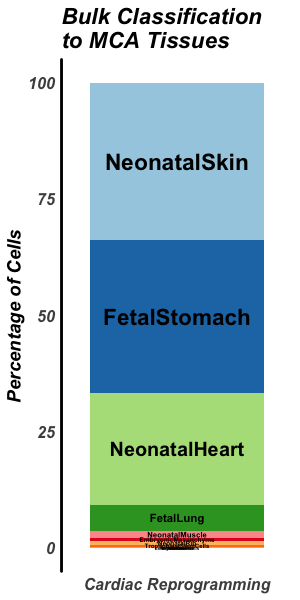 Bulk Classification
to MCA Tissues
100
75
50
25
0
Percentage of Cells
NeonatalSkin
FetalStomach
NeonatalHeart
FetalLung
NeonatalMuscle
Cardiac Reprogramming